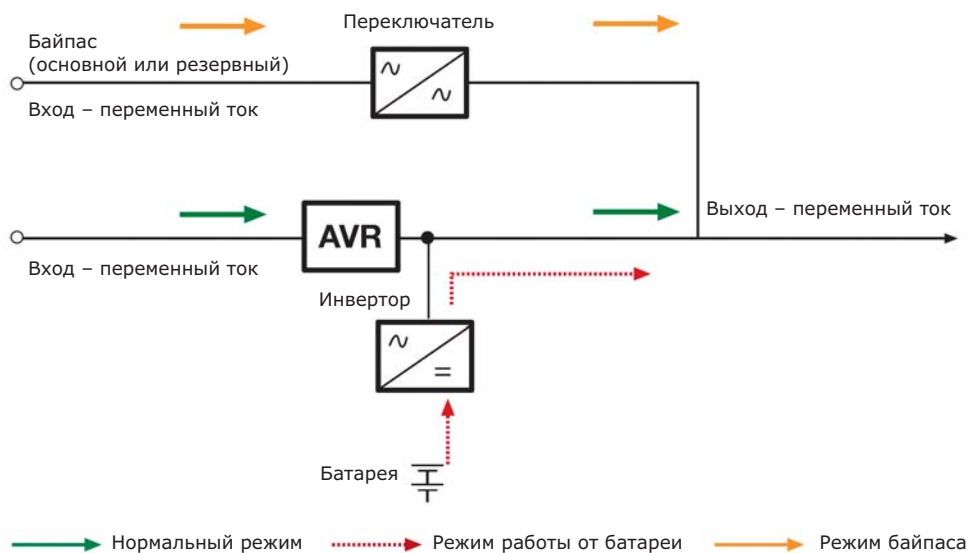 Переключатель
Байпас
(основной или резервный)
Вход – переменный ток
AVR
Выход – переменный ток
Вход – переменный ток
Инвертор
Батарея
Нормальный режим
Режим работы от батареи
Режим байпаса